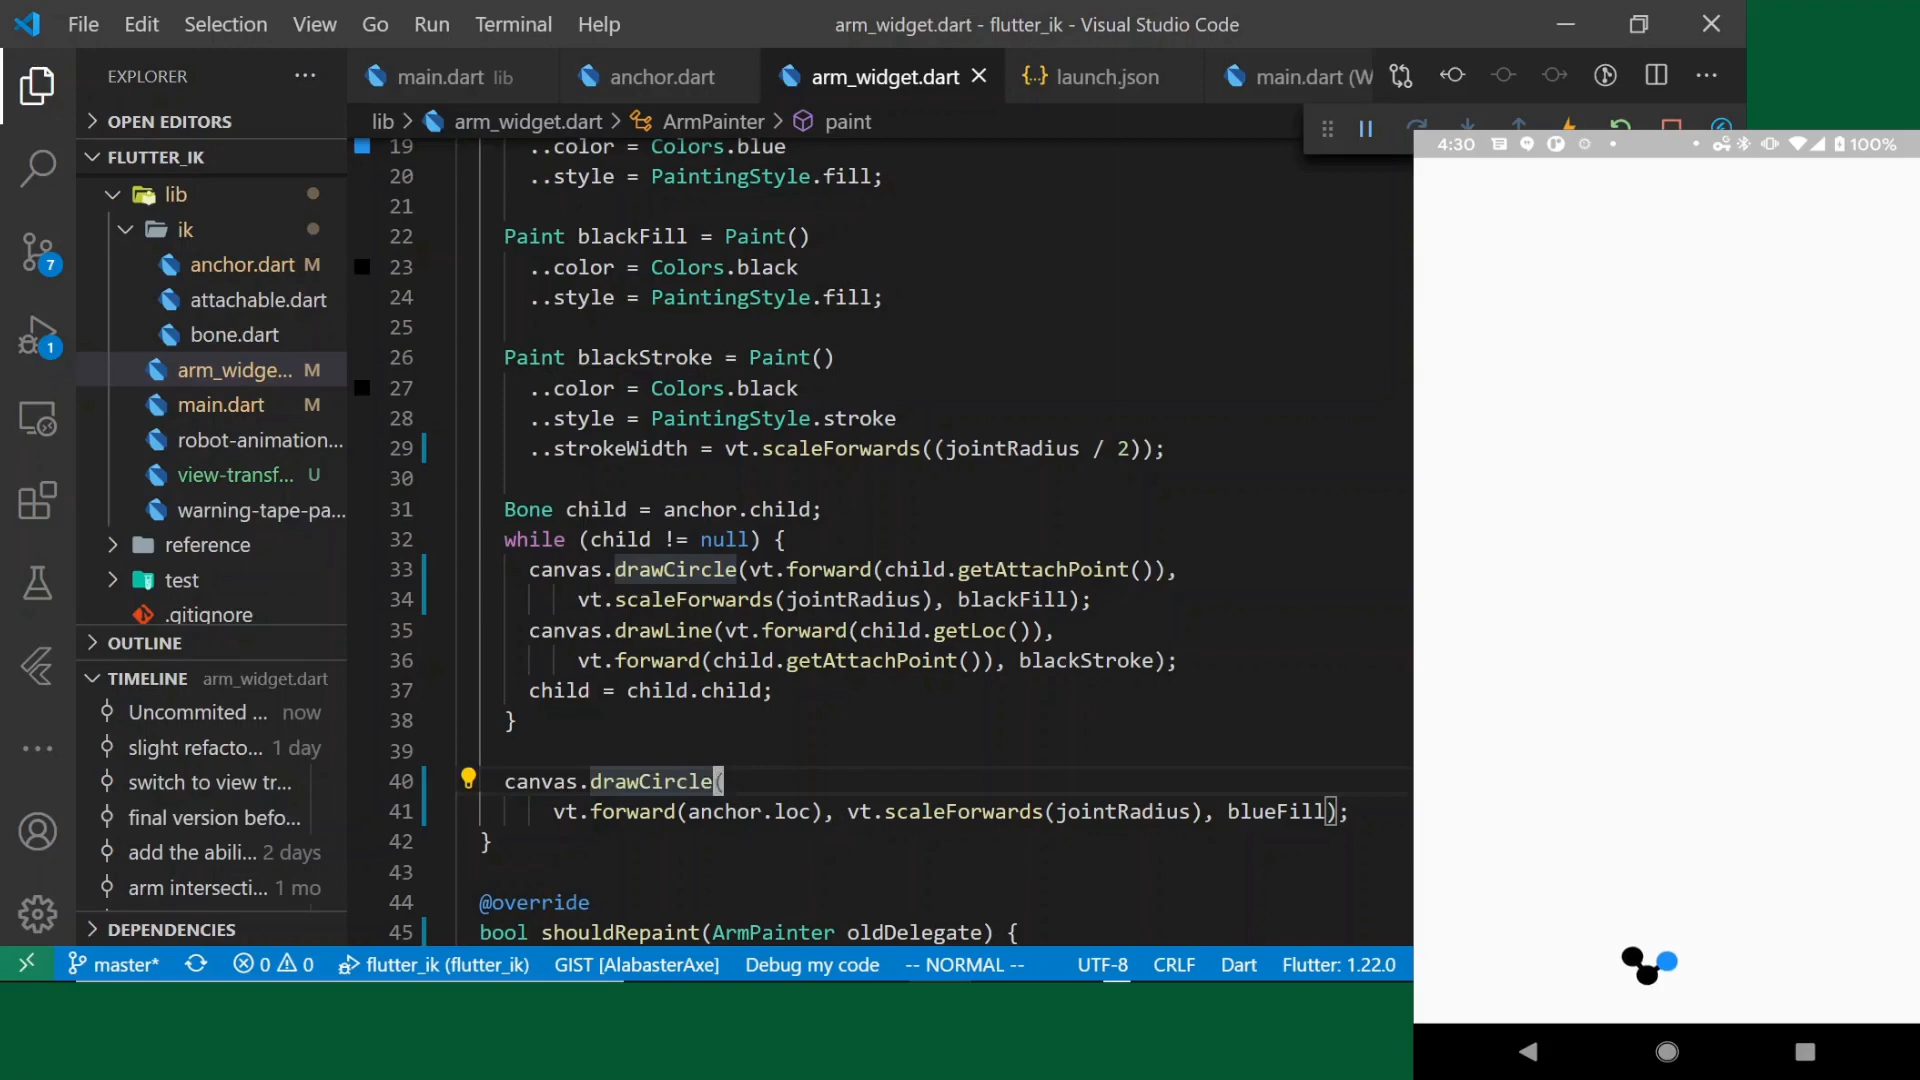 File Edit Selection View Go Run Terminal Help arm_widget.dart - flutter_ik - Visual Studio Code
EXPLORER
main.dart lib
anchor.dart
arm_widget.dart
launch.json
main.dart (W
OPEN EDITORS
lib > arm_widget.dart > ArmPainter > paint
FLUTTER_IK
lib
ik
anchor.dart M
attachable.dart
bone.dart
arm_widge... M
main.dart M
robot-animation...
view-transf... U
warning-tape-pa...
reference
test
.gitignore
OUTLINE
TIMELINE arm_widget.dart
Uncommited ... now
slight refacto... 1 day
switch to view tr...
final version befo...
add the abili... 2 days
arm intersecti... 1 mo
DEPENDENCIES
7
1
19 ..color = Colors.blue
20 ..style = PaintingStyle.fill;
21
22 Paint blackFill = Paint()
23 ..color = Colors.black
24 ..style = PaintingStyle.fill;
25
26 Paint blackStroke = Paint()
27 ..color = Colors.black
28 ..style = PaintingStyle.stroke
29 ..strokeWidth = vt.scaleForwards((jointRadius / 2));
30
31 Bone child = anchor.child;
32 while (child != null) {
33 canvas.drawCircle(vt.forward(child.getAttachPoint()),
34 vt.scaleForwards(jointRadius), blackFill);
35 canvas.drawLine(vt.forward(child.getLoc()),
36 vt.forward(child.getAttachPoint()), blackStroke);
37 child = child.child;
38 }
39
40 canvas.drawCircle(
41 vt.forward(anchor.loc), vt.scaleForwards(jointRadius), blueFill);
42 }
43
44 @override
45 bool shouldRepaint(ArmPainter oldDelegate) {
master* 0 0 flutter_ik (flutter_ik) GIST [AlabasterAxe] Debug my code -- NORMAL -- UTF-8 CRLF Dart Flutter: 1.22.0
4:30 100%